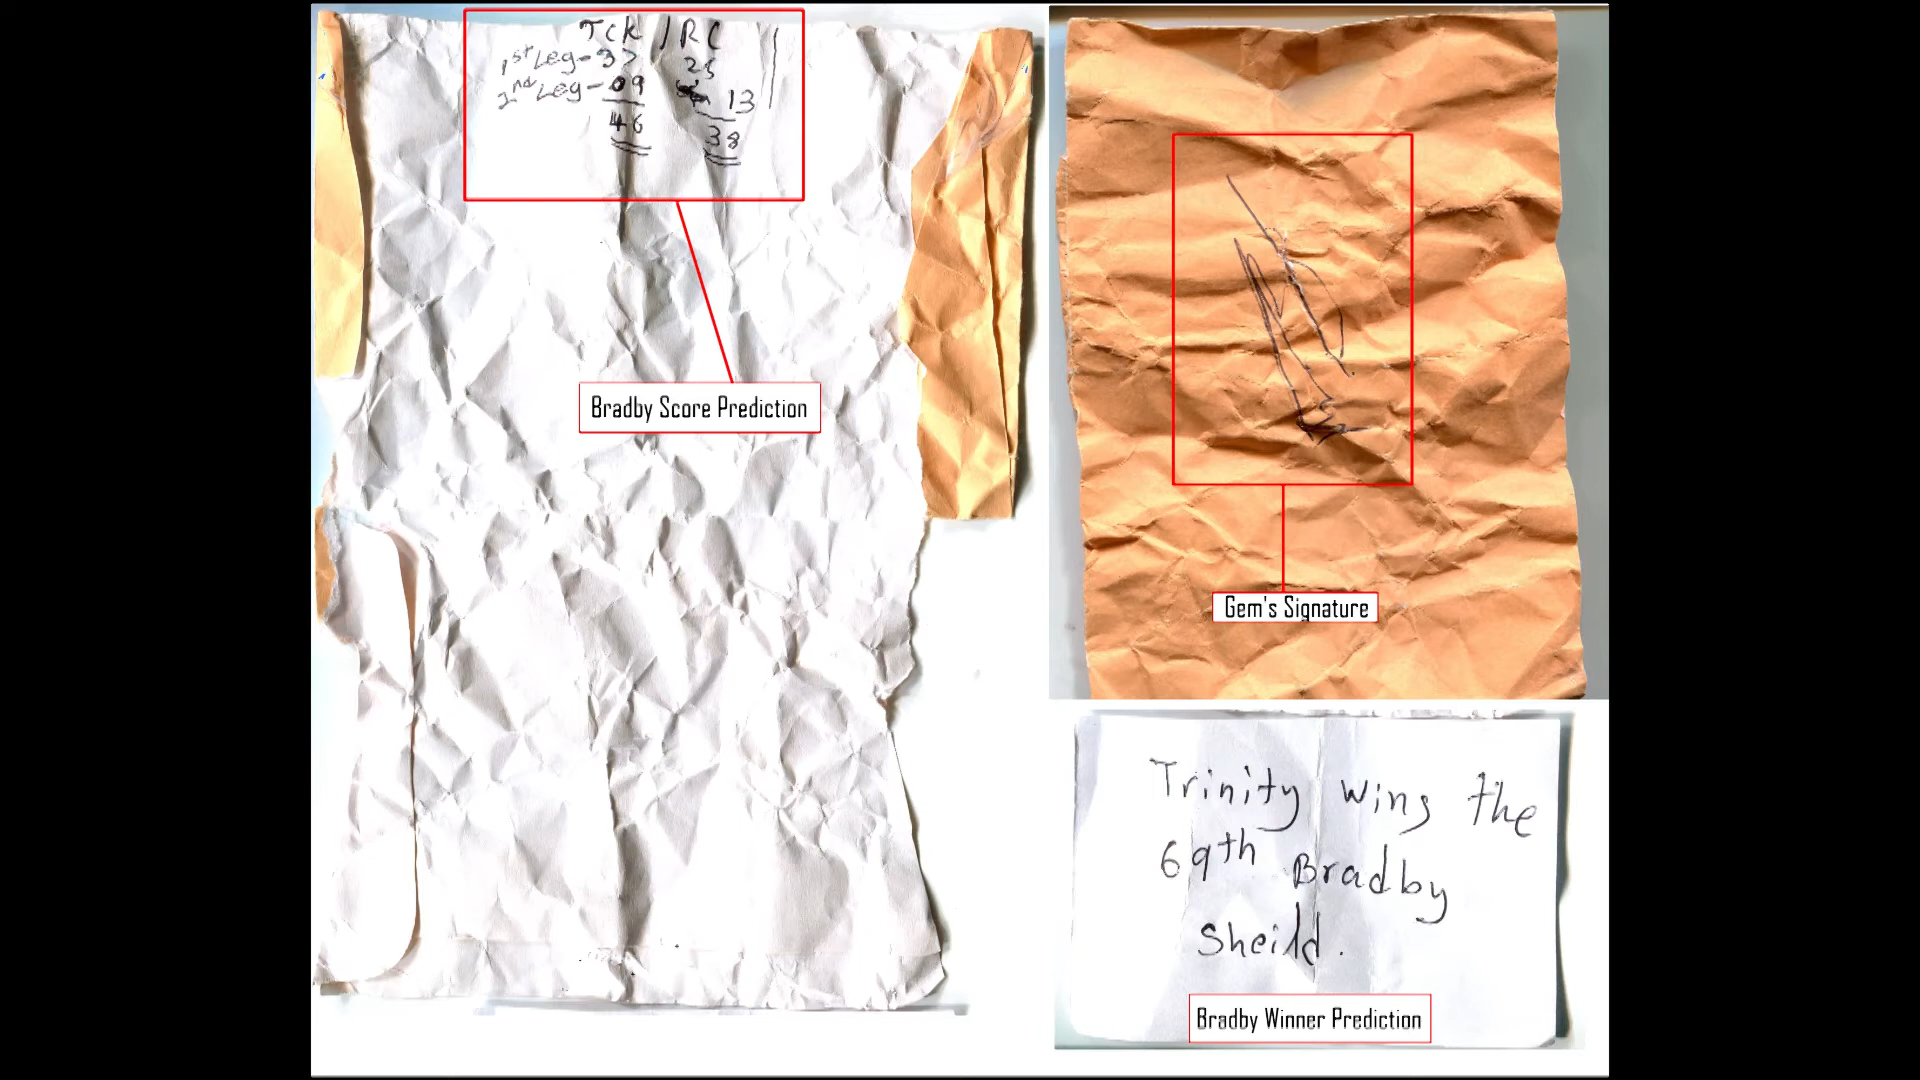 TCK / RC
1st Leg - 37 25
2nd Leg - 09 13
46 38
Bradby Score Prediction
Gem's Signature
Trinity wins the
69th Bradby
Sheild.
Bradby Winner Prediction